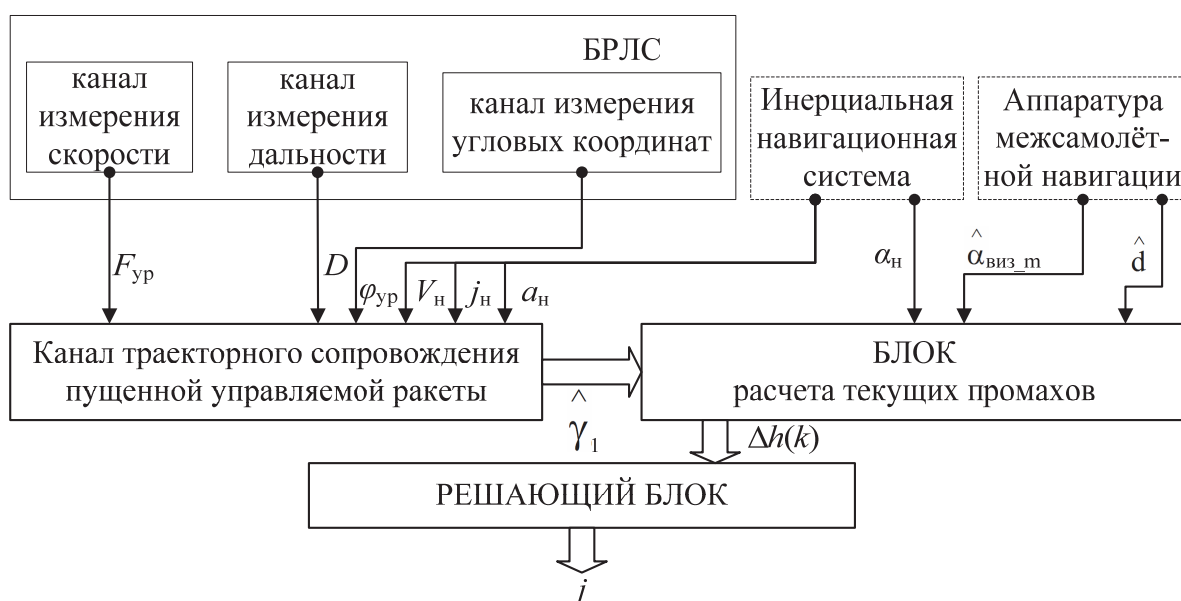 БРЛС
канал
измерения
скорости
канал
измерения
дальности
канал измерения
угловых координат
Инерциальная
навигационная
система
Аппаратура
межсамолёт-
ной навигации
F_ур
D
φ_ур
V_н
j_н
a_н
α_н
α̂_виз_m
d̂
Канал траекторного сопровождения
пущенной управляемой ракеты
БЛОК
расчета текущих промахов
γ̂_1
Δh(k)
РЕШАЮЩИЙ БЛОК
j